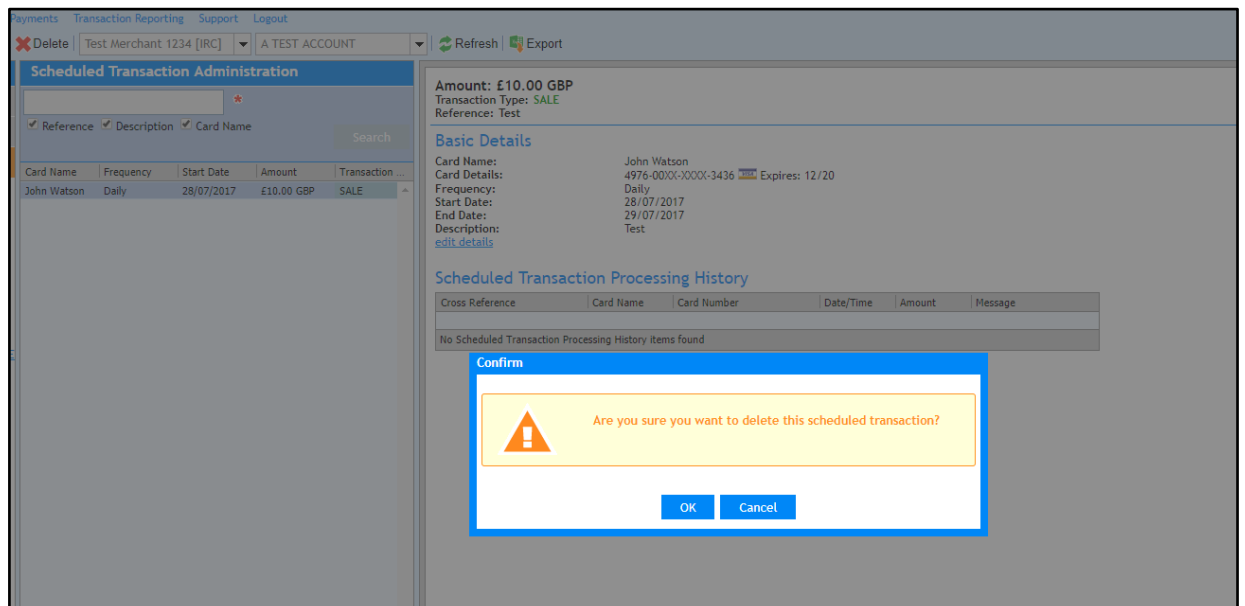 Payments Transaction Reporting Support Logout
Delete Test Merchant 1234 [IRC] A TEST ACCOUNT Refresh Export
Scheduled Transaction Administration
*
Reference Description Card Name
Search
Card Name Frequency Start Date Amount Transaction ...
John Watson Daily 28/07/2017 £10.00 GBP SALE
Amount: £10.00 GBP
Transaction Type: SALE
Reference: Test
Basic Details
Card Name: John Watson
Card Details: 4976-00XX-XXXX-3436 VISA Expires: 12/20
Frequency: Daily
Start Date: 28/07/2017
End Date: 29/07/2017
Description: Test
edit details
Scheduled Transaction Processing History
Cross Reference Card Name Card Number Date/Time Amount Message
No Scheduled Transaction Processing History items found
Confirm
Are you sure you want to delete this scheduled transaction?
OK Cancel